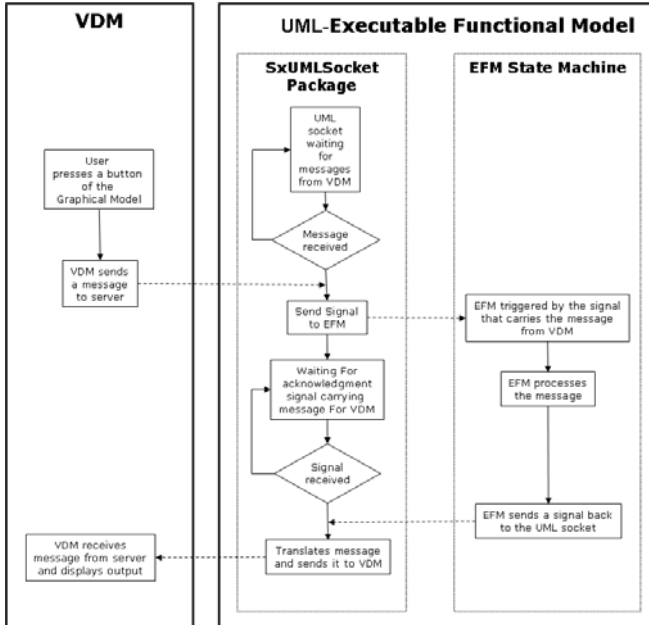 VDM
UML-Executable Functional Model
SxUMLSocket
Package
EFM State Machine
UML
socket
waiting
for
messages
from VDM
User
presses a button
of the
Graphical Model
Message
received
VDM sends
a message
to server
Send Signal
to EFM
EFM triggered by the signal
that carries the message
from VDM
Waiting For
acknowledgment
signal carrying
message For VDM
EFM processes
the message
Signal
received
EFM sends a signal back
to the UML socket
VDM receives
message from server
and displays output
Translates message
and sends it to VDM